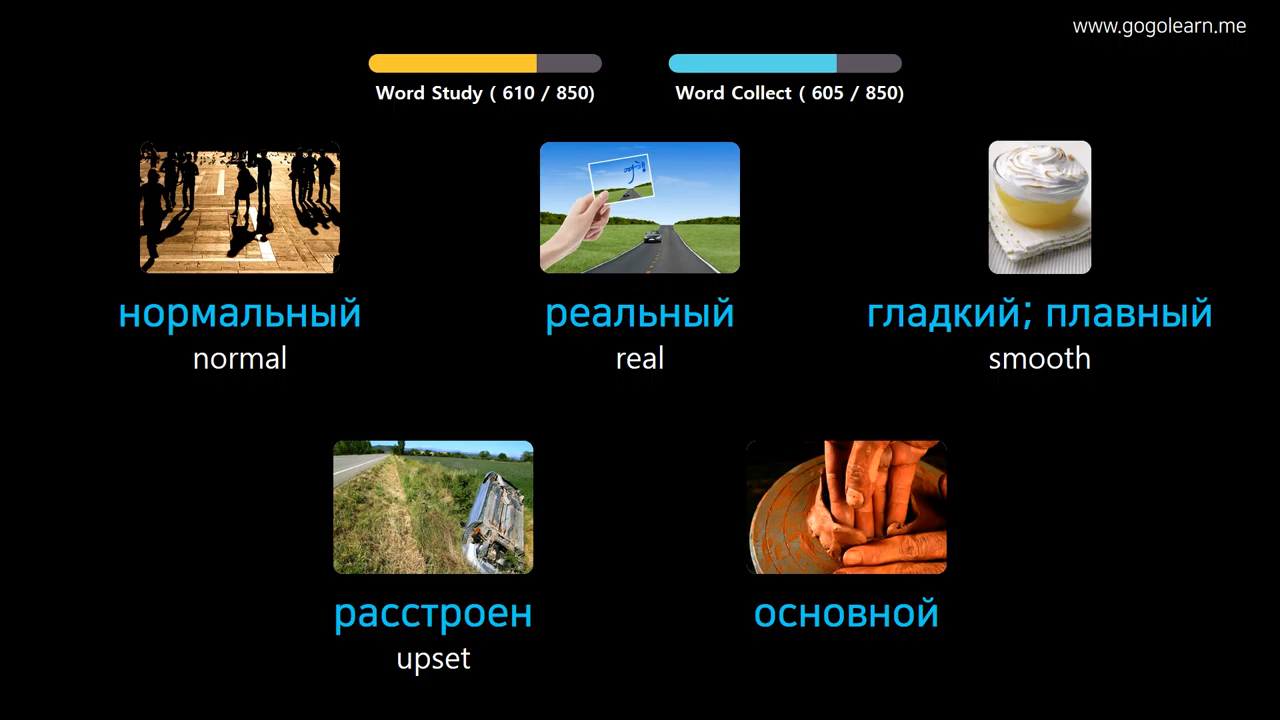 www.gogolearn.me
Word Study ( 610 / 850)
Word Collect ( 605 / 850)
нормальный
normal
реальный
real
гладкий; плавный
smooth
расстроен
upset
основной